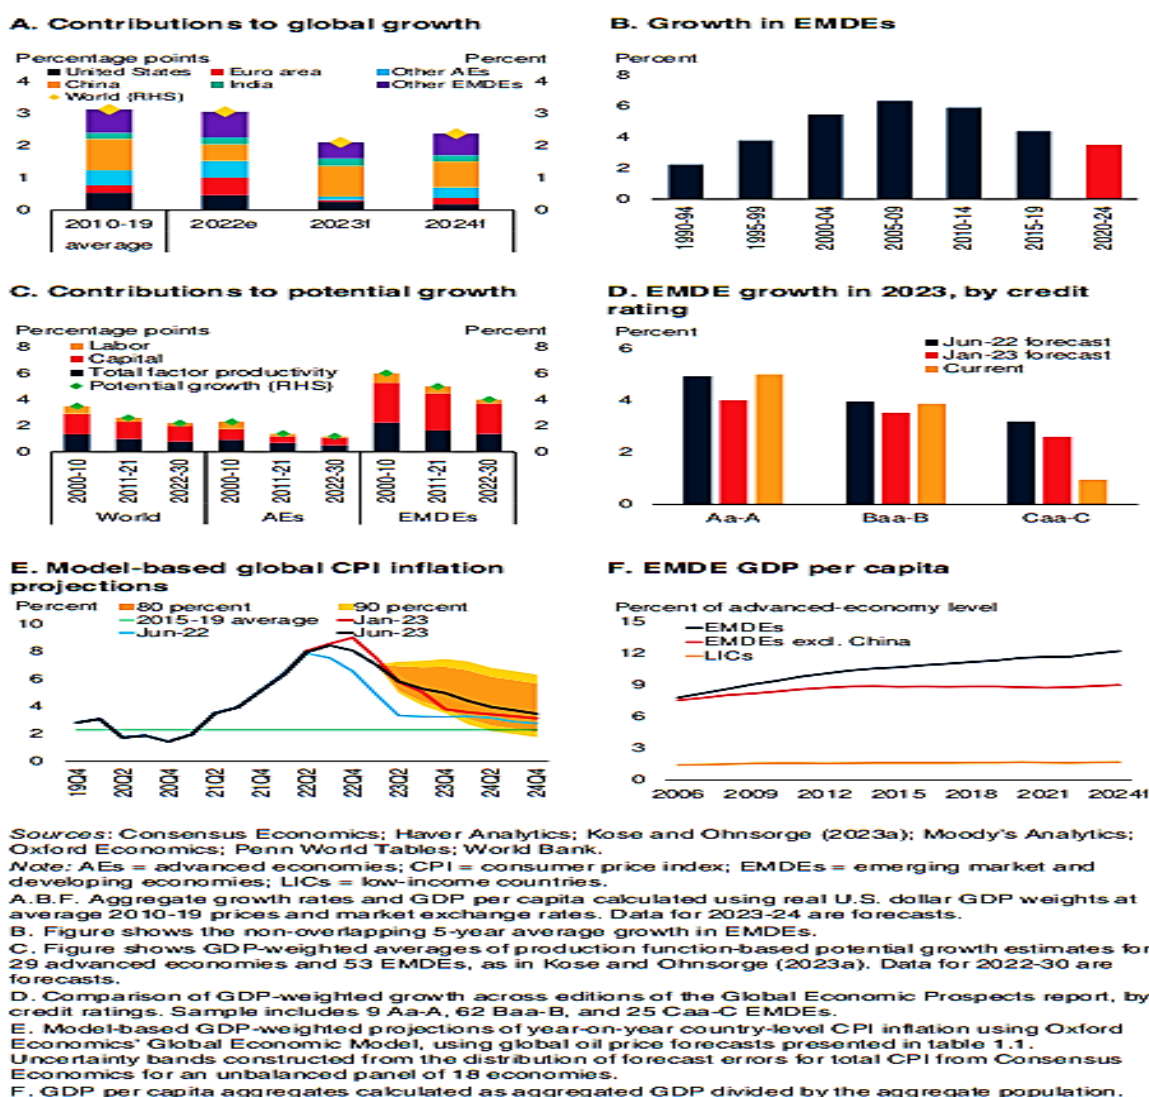 A. Contributions to global growth
Percentage points
Percent
United States
Euro area
Other AEs
China
India
Other EMDEs
World (RHS)
4
3
2
1
0
4
3
2
1
0
2010-19
average
2022e
2023f
2024f
B. Growth in EMDEs
Percent
8
6
4
2
0
1990-94
1995-99
2000-04
2005-09
2010-14
2015-19
2020-24
C. Contributions to potential growth
Percentage points
Percent
Labor
Capital
Total factor productivity
Potential growth (RHS)
8
6
4
2
0
8
6
4
2
0
2000-10
2011-21
2022-30
2000-10
2011-21
2022-30
2000-10
2011-21
2022-30
World
AEs
EMDEs
D. EMDE growth in 2023, by credit
rating
Percent
Jun-22 forecast
Jan-23 forecast
Current
6
4
2
0
Aa-A
Baa-B
Caa-C
E. Model-based global CPI inflation
projections
Percent
80 percent
90 percent
2015-19 average
Jan-23
Jun-22
Jun-23
10
8
6
4
2
0
19Q4
20Q2
20Q4
21Q2
21Q4
22Q2
22Q4
23Q2
23Q4
24Q2
24Q4
F. EMDE GDP per capita
Percent of advanced-economy level
EMDEs
EMDEs excl. China
LICs
15
12
9
6
3
0
2006
2009
2012
2015
2018
2021
2024f
Sources: Consensus Economics; Haver Analytics; Kose and Ohnsorge (2023a); Moody's Analytics;
Oxford Economics; Penn World Tables; World Bank.
Note: AEs = advanced economies; CPI = consumer price index; EMDEs = emerging market and
developing economies; LICs = low-income countries.
A.B.F. Aggregate growth rates and GDP per capita calculated using real U.S. dollar GDP weights at
average 2010-19 prices and market exchange rates. Data for 2023-24 are forecasts.
B. Figure shows the non-overlapping 5-year average growth in EMDEs.
C. Figure shows GDP-weighted averages of production function-based potential growth estimates for
29 advanced economies and 53 EMDEs, as in Kose and Ohnsorge (2023a). Data for 2022-30 are
forecasts.
D. Comparison of GDP-weighted growth across editions of the Global Economic Prospects report, by
credit ratings. Sample includes 9 Aa-A, 62 Baa-B, and 25 Caa-C EMDEs.
E. Model-based GDP-weighted projections of year-on-year country-level CPI inflation using Oxford
Economics' Global Economic Model, using global oil price forecasts presented in table 1.1.
Uncertainty bands constructed from the distribution of forecast errors for total CPI from Consensus
Economics for an unbalanced panel of 18 economies.
F. GDP per capita aggregates calculated as aggregated GDP divided by the aggregate population.